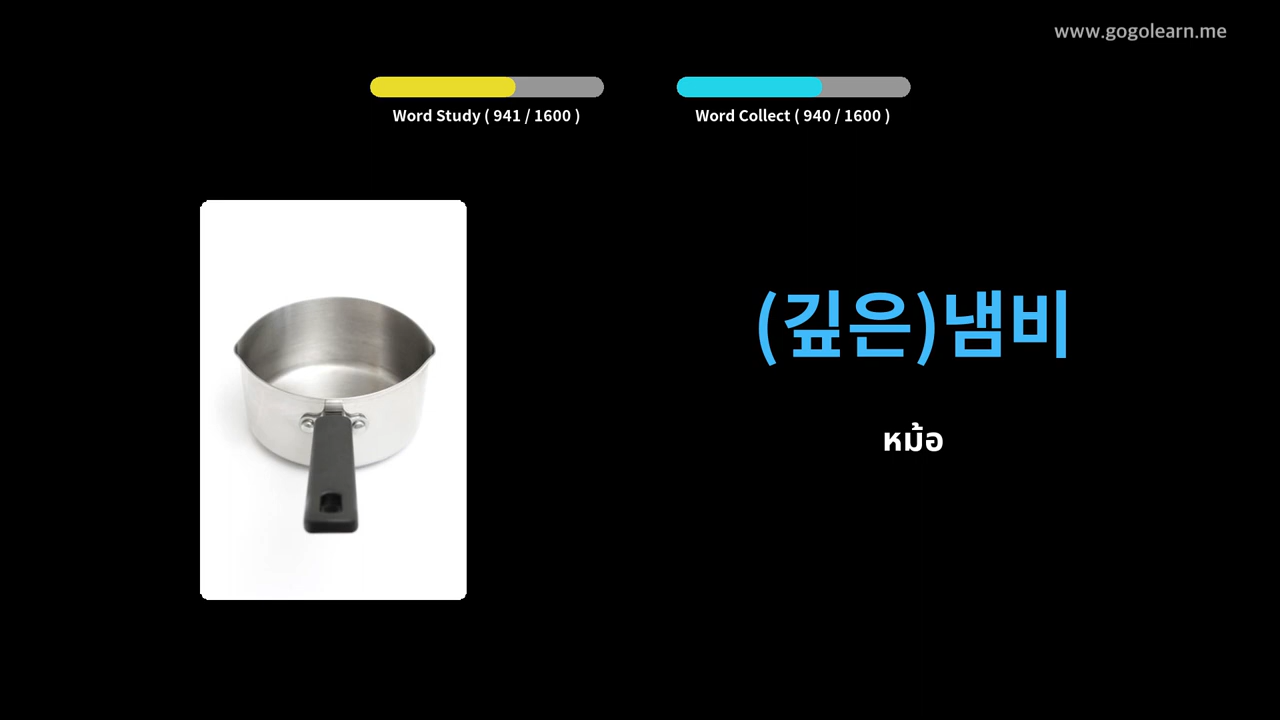 www.gogolearn.me
Word Study ( 941 / 1600 )
Word Collect ( 940 / 1600 )
(깊은)냄비
หม้อ